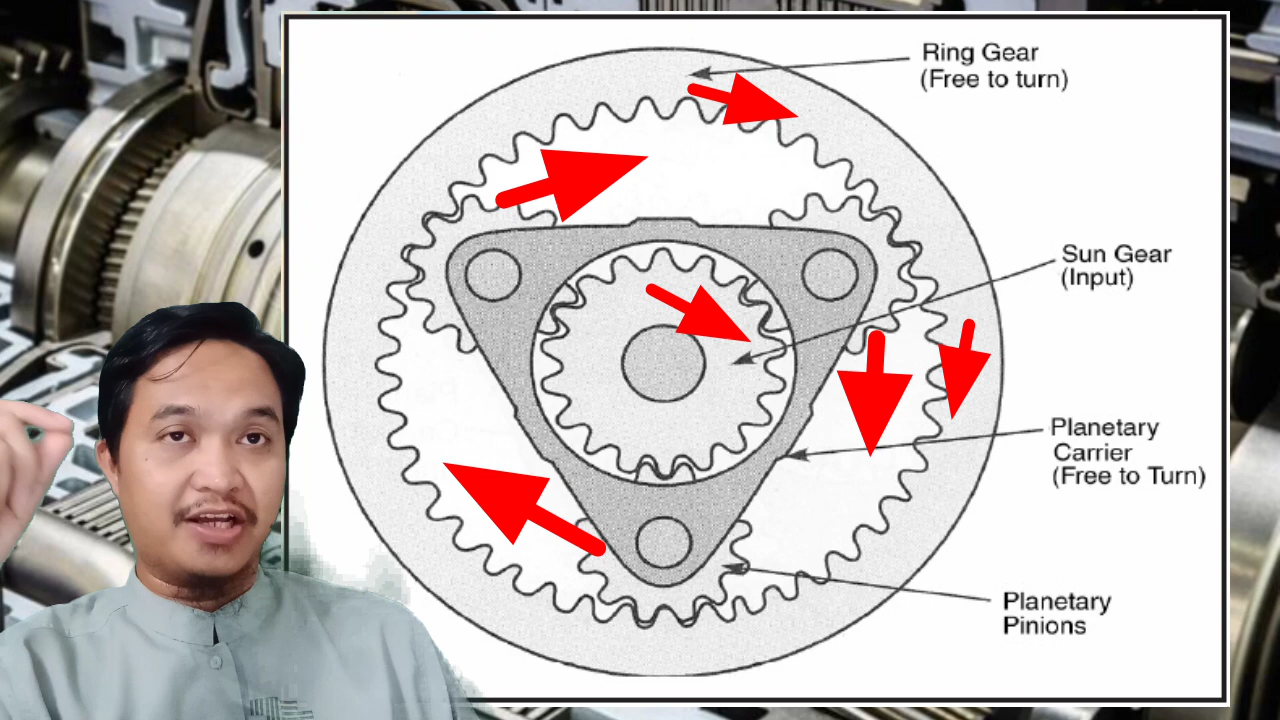 Ring Gear
(Free to turn)
Sun Gear
(Input)
Planetary
Carrier
(Free to Turn)
Planetary
Pinions